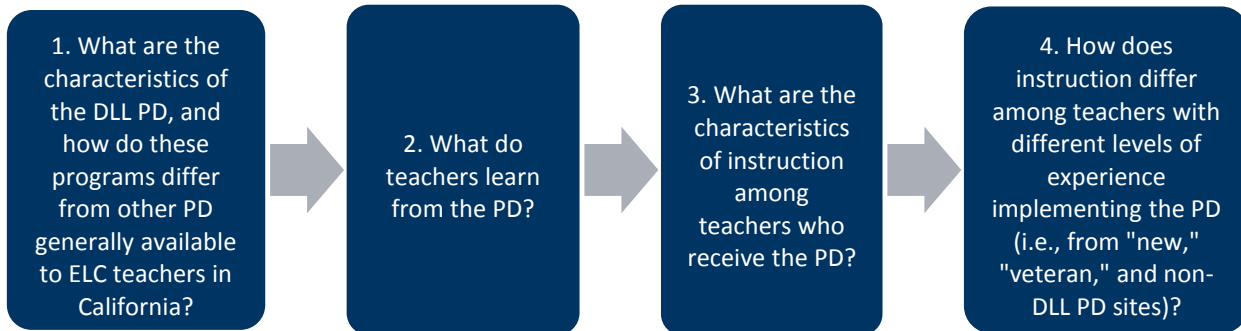 1. What are the
characteristics of
the DLL PD, and
how do these
programs differ
from other PD
generally available
to ELC teachers in
California?
2. What do
teachers learn
from the PD?
3. What are the
characteristics
of instruction
among
teachers who
receive the PD?
4. How does
instruction differ
among teachers with
different levels of
experience
implementing the PD
(i.e., from "new,"
"veteran," and non-
DLL PD sites)?